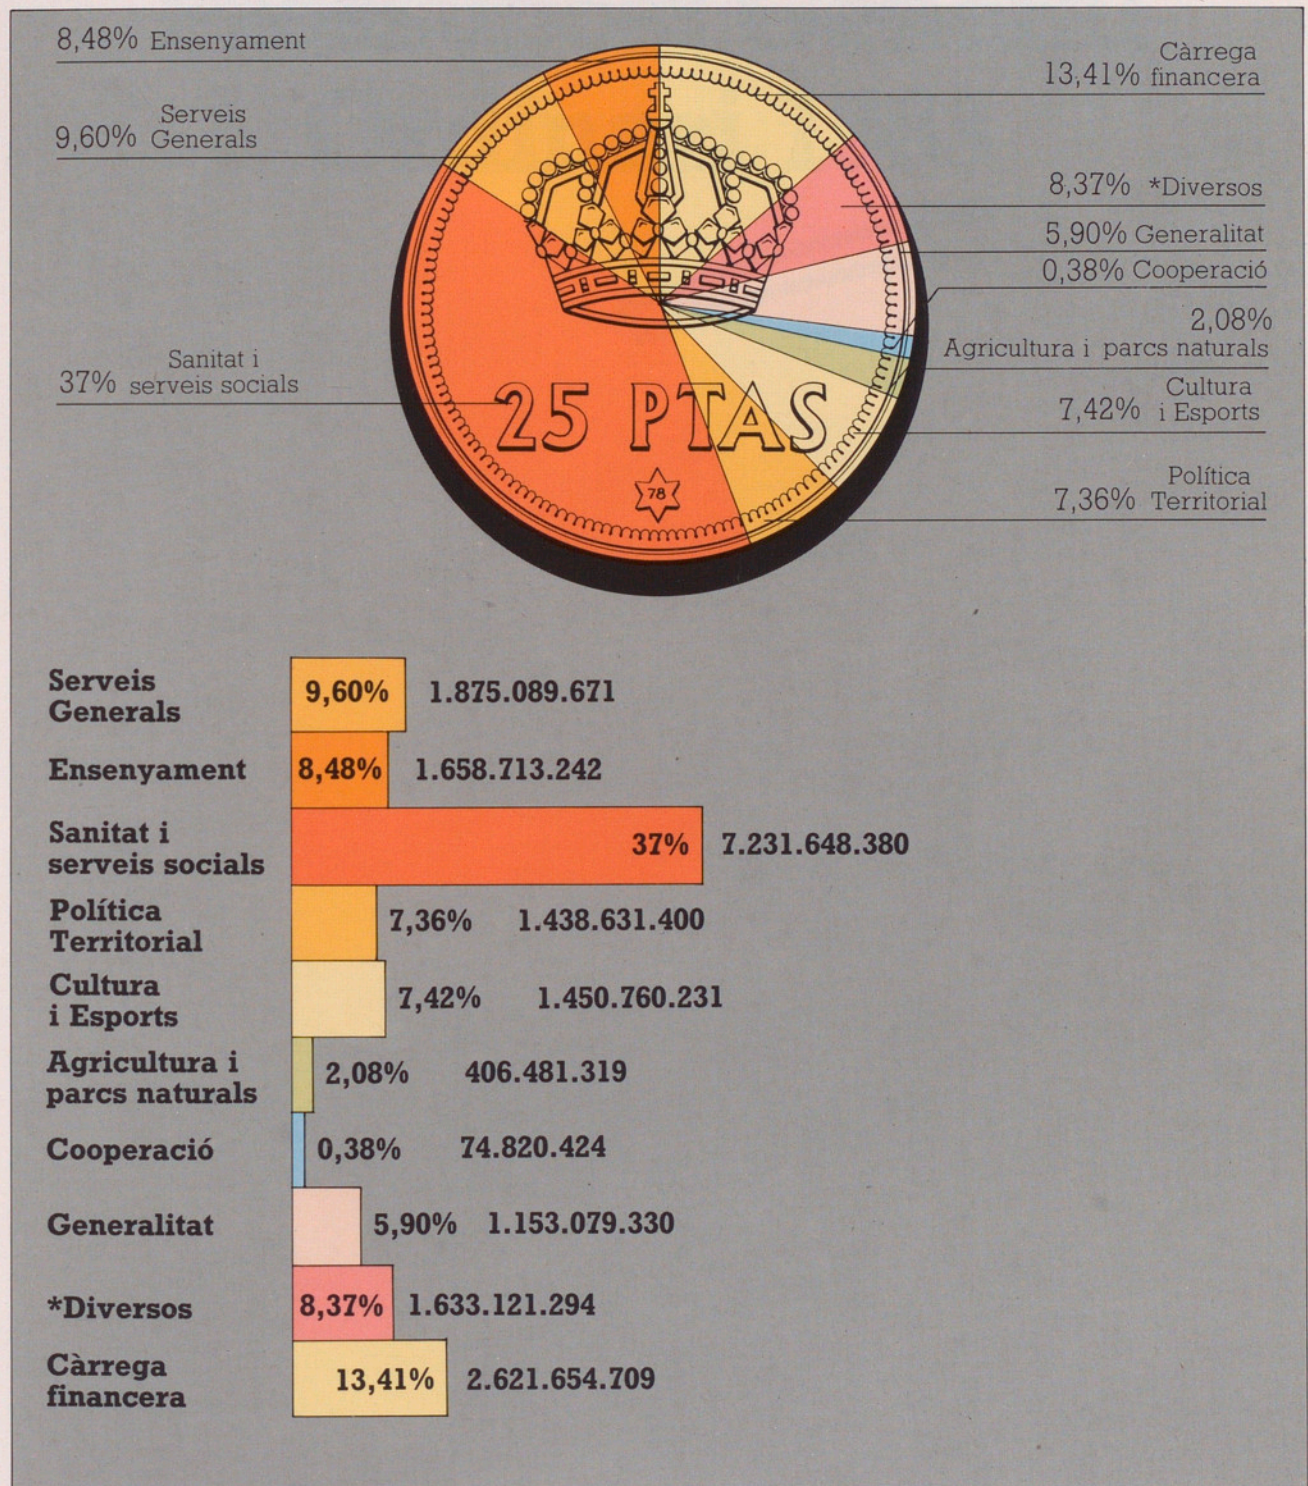 8,48% Ensenyament
Serveis
9,60% Generals
Sanitat i
37% serveis socials
Càrrega
13,41% financera
8,37% *Diversos
5,90% Generalitat
0,38% Cooperació
2,08%
Agricultura i parcs naturals
Cultura
7,42% i Esports
Política
7,36% Territorial
25 PTAS
78
Serveis
Generals
9,60% 1.875.089.671
Ensenyament 8,48% 1.658.713.242
Sanitat i
serveis socials
37% 7.231.648.380
Política
Territorial
7,36% 1.438.631.400
Cultura
i Esports
7,42% 1.450.760.231
Agricultura i
parcs naturals
2,08% 406.481.319
Cooperació 0,38% 74.820.424
Generalitat 5,90% 1.153.079.330
*Diversos 8,37% 1.633.121.294
Càrrega
financera
13,41% 2.621.654.709